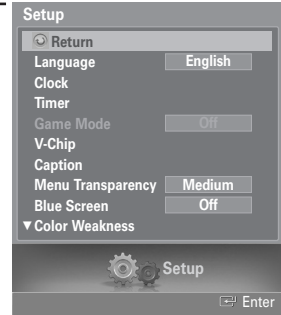 Setup
Return
Language English
Clock
Timer
Game Mode Off
V-Chip
Caption
Menu Transparency Medium
Blue Screen Off
▼ Color Weakness
Setup
Enter